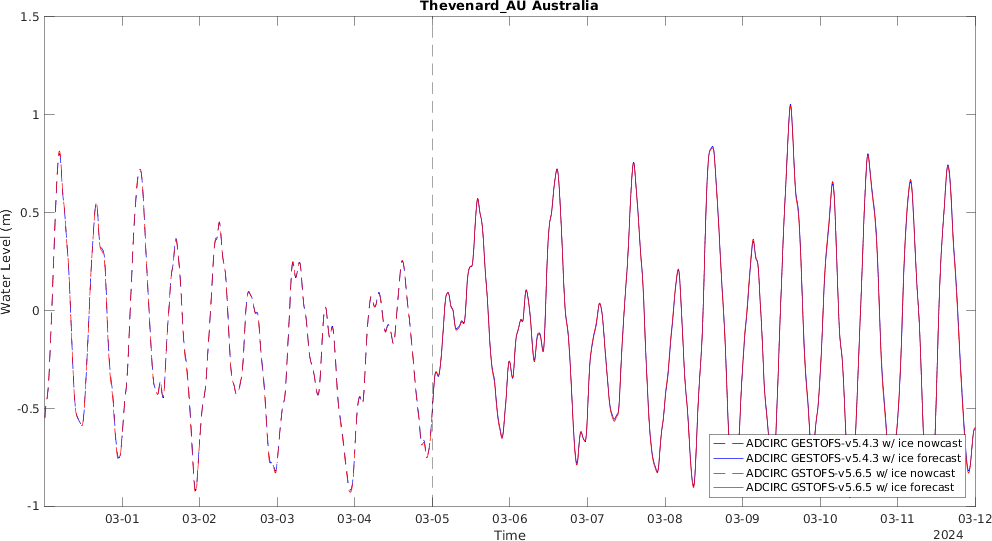 Thevenard_AU Australia
1.5
1
0.5
0
-0.5
-1
Water Level (m)
ADCIRC GESTOFS-v5.4.3 w/ ice nowcast
ADCIRC GESTOFS-v5.4.3 w/ ice forecast
ADCIRC GSTOFS-v5.6.5 w/ ice nowcast
ADCIRC GSTOFS-v5.6.5 w/ ice forecast
03-01 03-02 03-03 03-04 03-05 03-06 03-07 03-08 03-09 03-10 03-11 03-12
Time
2024